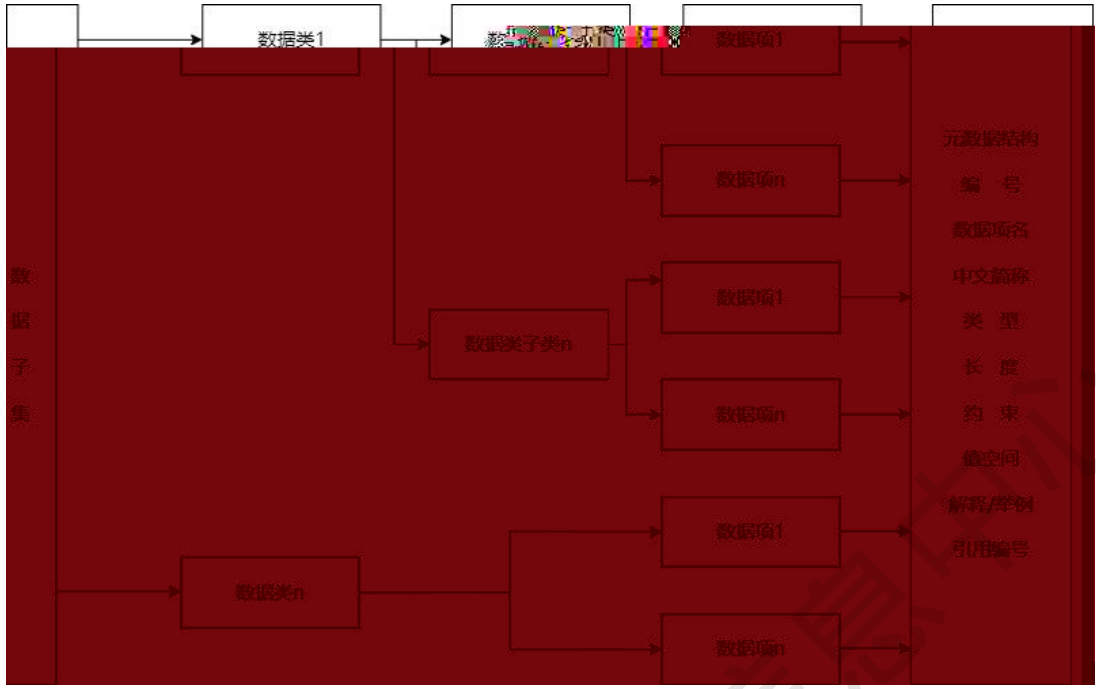 数据类1
数据项1
数据项n
数据项1
数据类子类n
数据项n
数据项1
数据类n
数据项n
数
据
子
集
元数据结构
编 号
数据项名
中文简称
类 型
长 度
约 束
值空间
解释/举例
引用编号